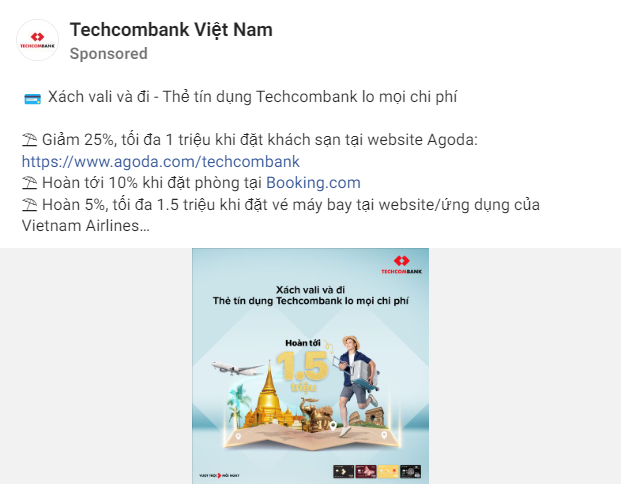 Techcombank Việt Nam
TECHCOMBANK
Sponsored
Xách vali và đi - Thẻ tín dụng Techcombank lo mọi chi phí
Giảm 25%, tối đa 1 triệu khi đặt khách sạn tại website Agoda:
https://www.agoda.com/techcombank
Hoàn tới 10% khi đặt phòng tại Booking.com
Hoàn 5%, tối đa 1.5 triệu khi đặt vé máy bay tại website/ứng dụng của
Vietnam Airlines…
TECHCOMBANK
Xách vali và đi
Thẻ tín dụng Techcombank lo mọi chi phí
Hoàn tới
1.5
triệu
VƯỢT TRỘI MỖI NGÀY